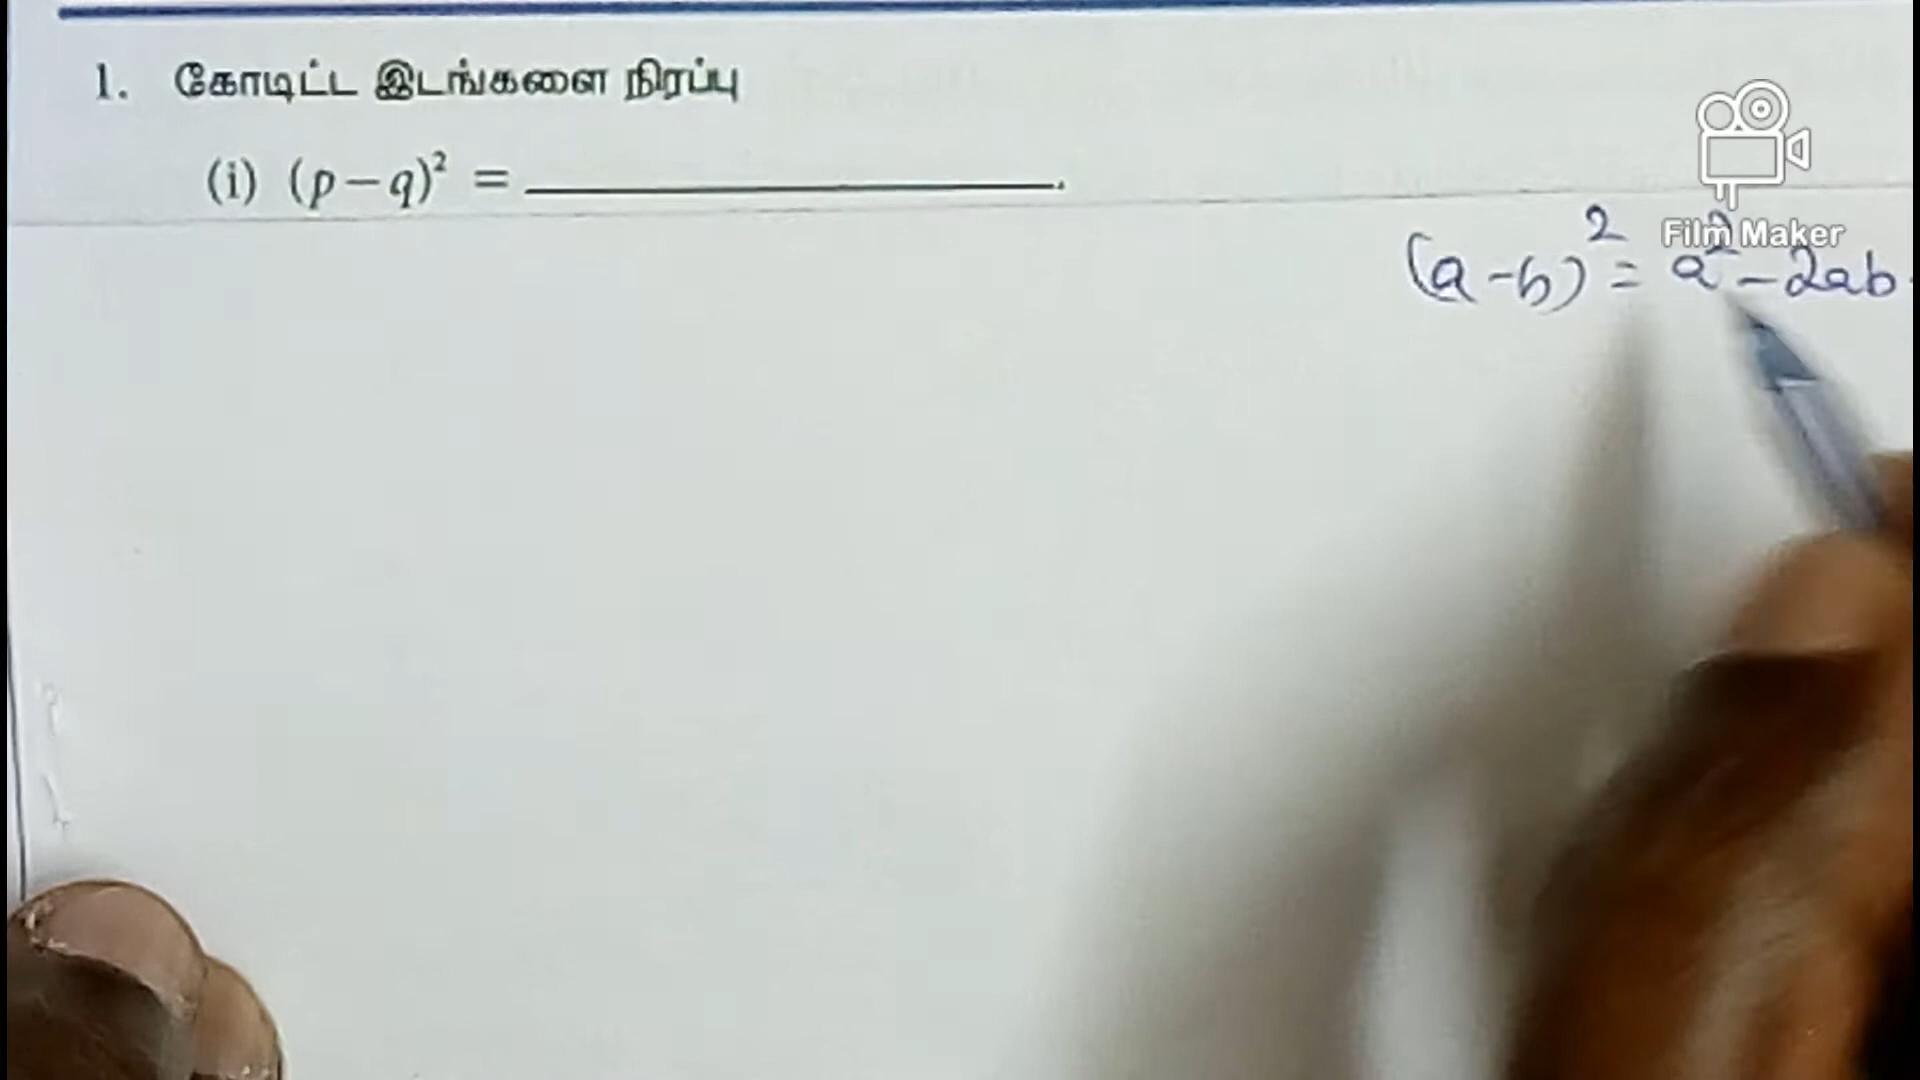 1. கோடிட்ட இடங்களை நிரப்பு
(i) (p – q)² = ____________.
Film Maker
(a - b)² = a² - 2ab